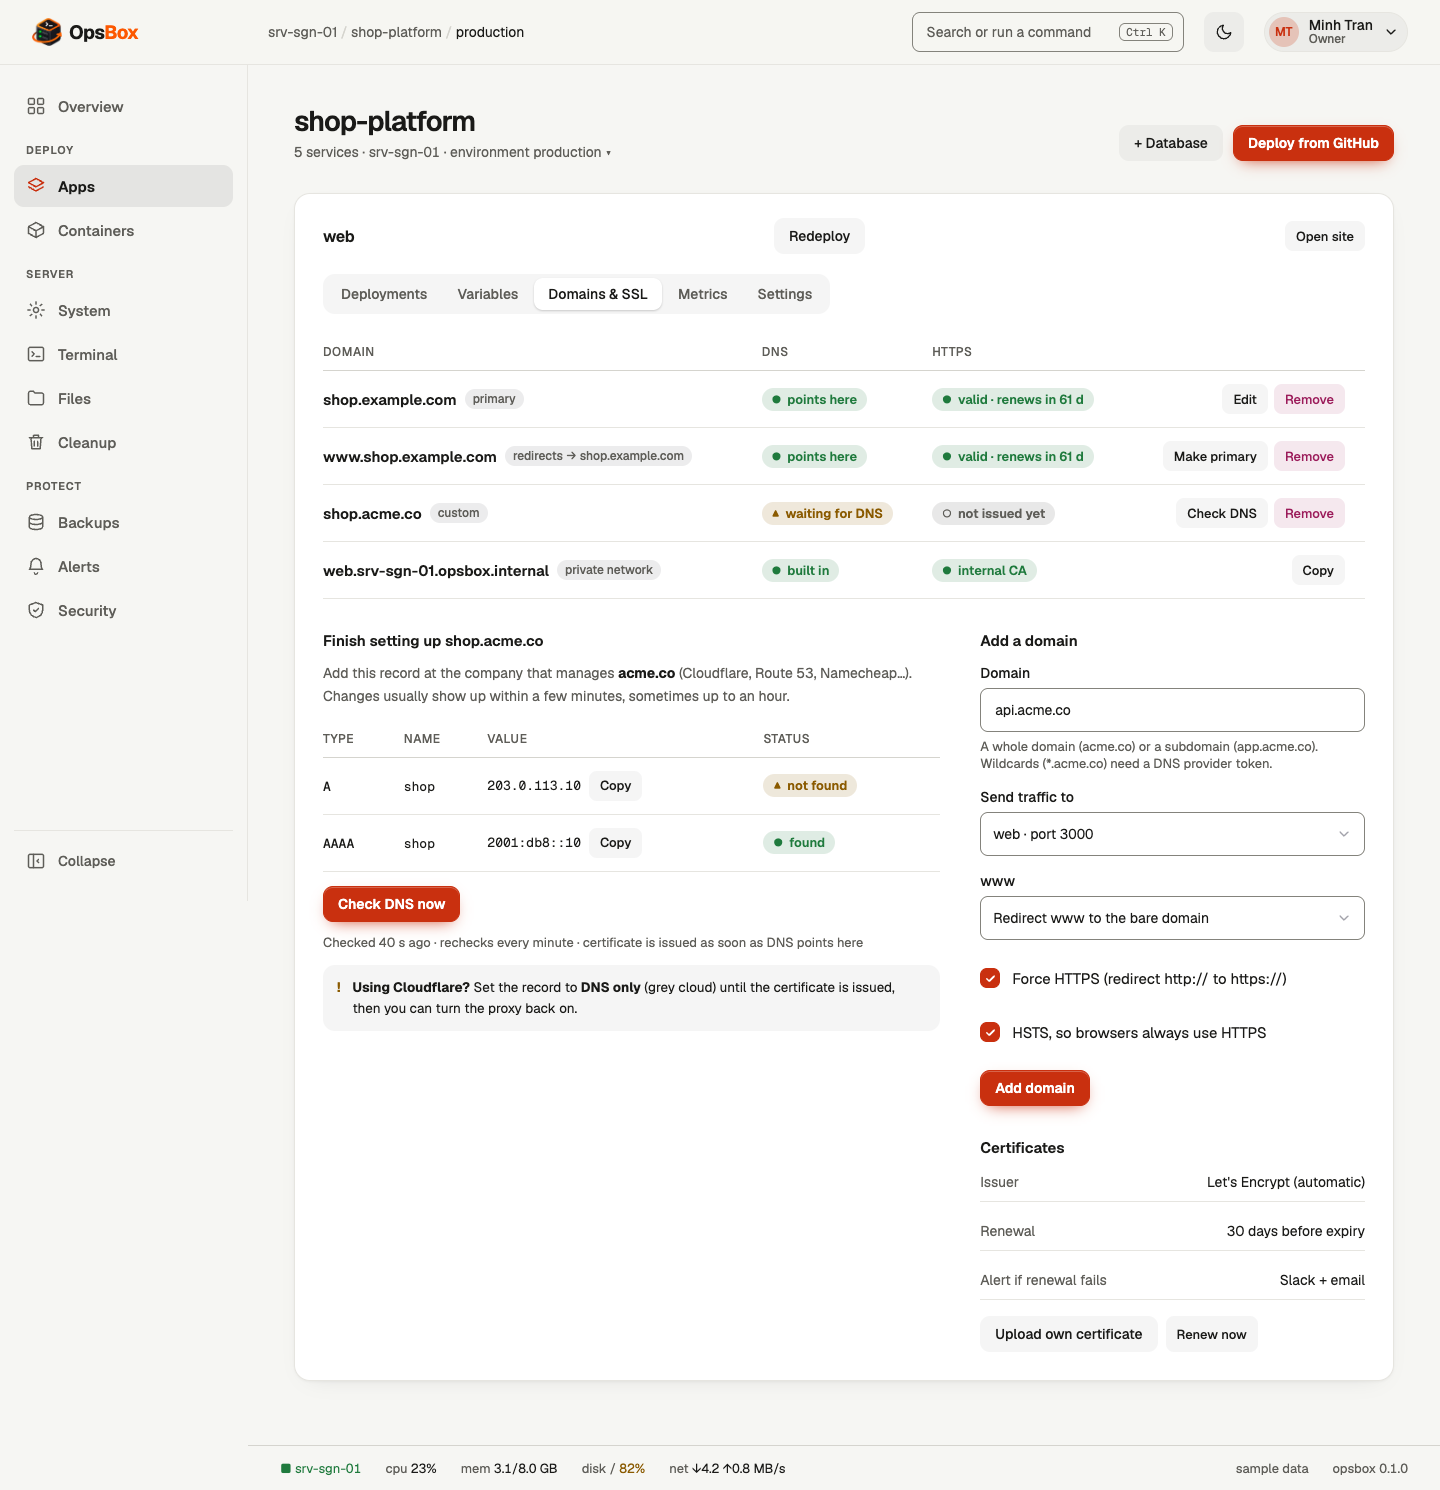 OpsBox
srv-sgn-01 / shop-platform / production
Search or run a command Ctrl K
MT Minh Tran
Owner
Overview
DEPLOY
Apps
Containers
SERVER
System
Terminal
Files
Cleanup
PROTECT
Backups
Alerts
Security
Collapse
shop-platform
5 services · srv-sgn-01 · environment production ▾
+ Database
Deploy from GitHub
web
Redeploy
Open site
Deployments Variables Domains & SSL Metrics Settings
DOMAIN DNS HTTPS
shop.example.com primary points here valid · renews in 61 d Edit Remove
www.shop.example.com redirects → shop.example.com points here valid · renews in 61 d Make primary Remove
shop.acme.co custom waiting for DNS not issued yet Check DNS Remove
web.srv-sgn-01.opsbox.internal private network built in internal CA Copy
Finish setting up shop.acme.co
Add this record at the company that manages acme.co (Cloudflare, Route 53, Namecheap…).
Changes usually show up within a few minutes, sometimes up to an hour.
TYPE NAME VALUE STATUS
A shop 203.0.113.10 Copy not found
AAAA shop 2001:db8::10 Copy found
Check DNS now
Checked 40 s ago · rechecks every minute · certificate is issued as soon as DNS points here
! Using Cloudflare? Set the record to DNS only (grey cloud) until the certificate is issued,
then you can turn the proxy back on.
Add a domain
Domain
api.acme.co
A whole domain (acme.co) or a subdomain (app.acme.co).
Wildcards (*.acme.co) need a DNS provider token.
Send traffic to
web · port 3000
www
Redirect www to the bare domain
Force HTTPS (redirect http:// to https://)
HSTS, so browsers always use HTTPS
Add domain
Certificates
Issuer Let's Encrypt (automatic)
Renewal 30 days before expiry
Alert if renewal fails Slack + email
Upload own certificate
Renew now
srv-sgn-01 cpu 23% mem 3.1/8.0 GB disk / 82% net ↓4.2 ↑0.8 MB/s
sample data opsbox 0.1.0